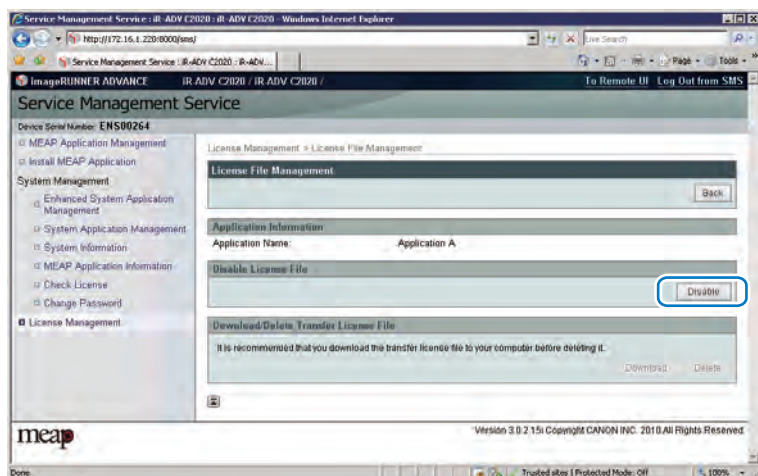 Service Management Service : iR-ADV C2020 : iR-ADV C2020 - Windows Internet Explorer
http://172.16.1.220:8000/sms/
Live Search
Service Management Service : iR-ADV C2020 : iR-ADV...
Page
Tools
imageRUNNER ADVANCE
iR-ADV C2020 / iR-ADV C2020 /
To Remote UI Log Out from SMS
Service Management Service
Device Serial Number: ENS00264
MEAP Application Management
Install MEAP Application
System Management
Enhanced System Application Management
System Application Management
System Information
MEAP Application Information
Check License
Change Password
License Management
License Management > License File Management
License File Management
Back
Application Information
Application Name: Application A
Disable License File
Disable
Download/Delete Transfer License File
It is recommended that you download the transfer license file to your computer before deleting it.
Download Delete
meap
Version 3.0.2.15i Copyright CANON INC. 2010 All Rights Reserved
Done
Trusted sites | Protected Mode: Off
100%